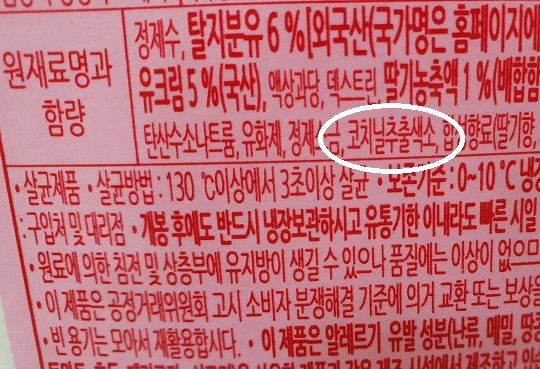 원재료명과
함량
정제수, 탈지분유 6 %[외국산(국가명은 홈페이지에
유크림 5 %(국산), 액상과당, 덱스트린, 딸기농축액 1 %(배합함
탄산수소나트륨, 유화제, 코치닐추출색소, (딸기향,
• 살균제품 • 살균방법 : 130 ℃이상에서 3초이상 살균 • 보존기준 : 0~10 ℃ 냉
: 구입처 및 대리점 • 개봉 후에도 반드시 냉장보관하시고 유통기한 이내라도 빠른 시일
• 원료에 의한 침전 및 상층부에 유지방이 생길 수 있으나 품질에는 이상이 없으
• 이 제품은 공정거래위원회 고시 소비자 분쟁해결 기준에 의거 교환 또는 보상을
• 빈 용기는 모아서 재활용합시다. • 이 제품은 알레르기 유발 성분(난류, 메밀, 땅콩